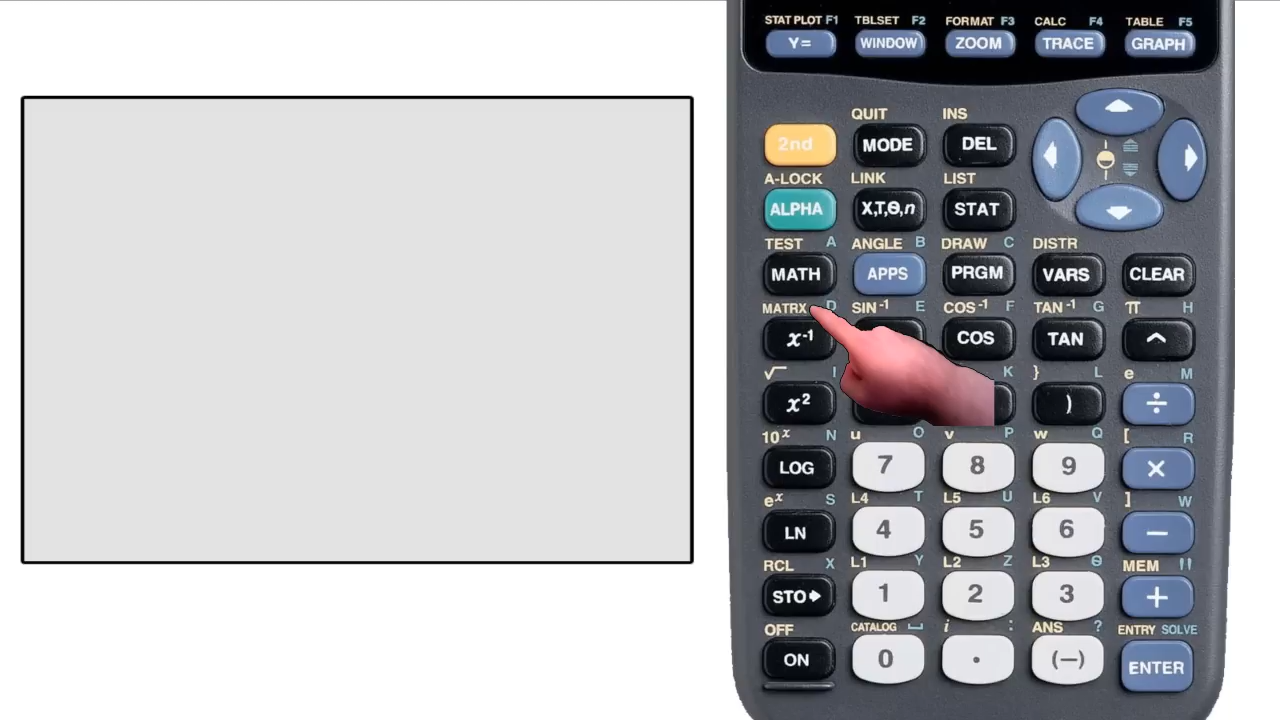 STAT PLOT F1 TBLSET F2 FORMAT F3 CALC F4 TABLE F5
Y= WINDOW ZOOM TRACE GRAPH
QUIT INS
2nd MODE DEL
A-LOCK LINK LIST
ALPHA X,T,Θ,n STAT
TEST A ANGLE B DRAW C DISTR
MATH APPS PRGM VARS CLEAR
MATRX D SIN⁻¹ E COS⁻¹ F TAN⁻¹ G π H
x⁻¹ COS TAN ^
√ I K } L e M
x² ) ÷
10ˣ N u O v P w Q [ R
LOG 7 8 9 ×
eˣ S L4 T L5 U L6 V ] W
LN 4 5 6 −
RCL X L1 Y L2 Z L3 Θ MEM "
STO▸ 1 2 3 +
OFF CATALOG ⎵ i : ANS ? ENTRY SOLVE
ON 0 . (−) ENTER